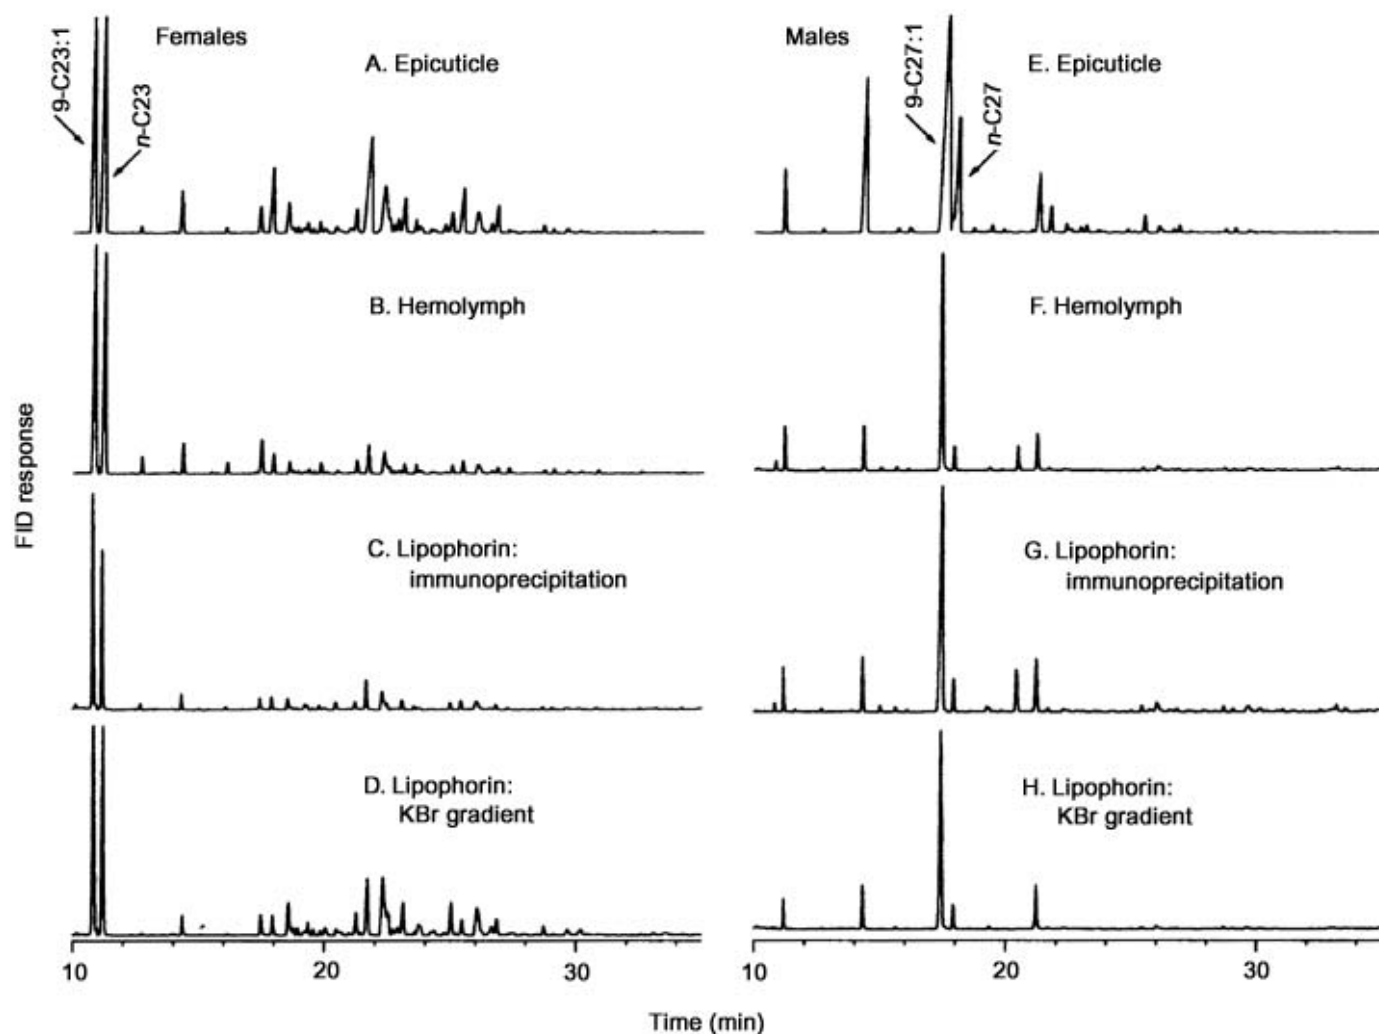 Females
Males
9-C23:1
n-C23
A. Epicuticle
9-C27:1
n-C27
E. Epicuticle
B. Hemolymph
F. Hemolymph
FID response
C. Lipophorin:
immunoprecipitation
G. Lipophorin:
immunoprecipitation
D. Lipophorin:
KBr gradient
H. Lipophorin:
KBr gradient
10 20 30
10 20 30
Time (min)